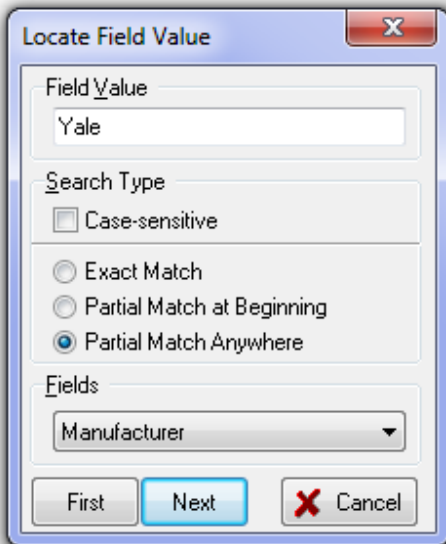 Locate Field Value
Field Value
Yale
Search Type
Case-sensitive
Exact Match
Partial Match at Beginning
Partial Match Anywhere
Fields
Manufacturer
First Next Cancel